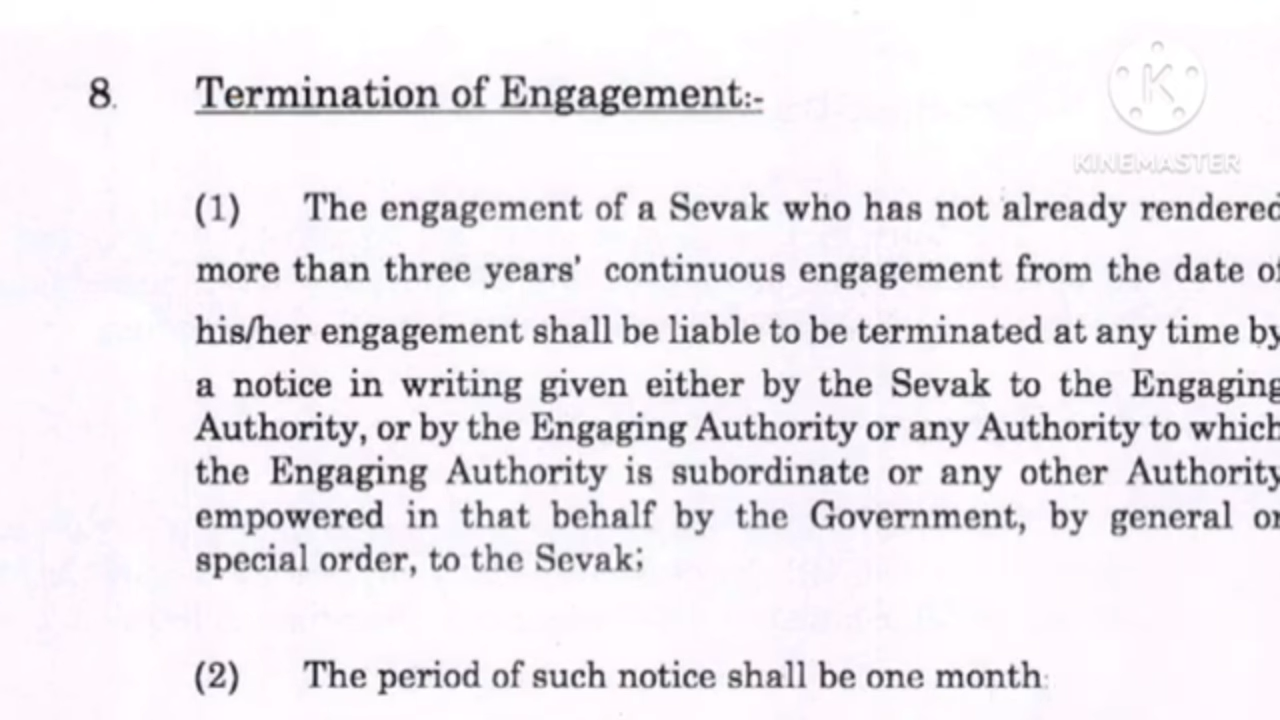 8. Termination of Engagement:-
K
KINEMASTER
(1) The engagement of a Sevak who has not already rendered
more than three years' continuous engagement from the date of
his/her engagement shall be liable to be terminated at any time by
a notice in writing given either by the Sevak to the Engaging
Authority, or by the Engaging Authority or any Authority to which
the Engaging Authority is subordinate or any other Authority
empowered in that behalf by the Government, by general or
special order, to the Sevak;
(2) The period of such notice shall be one month: